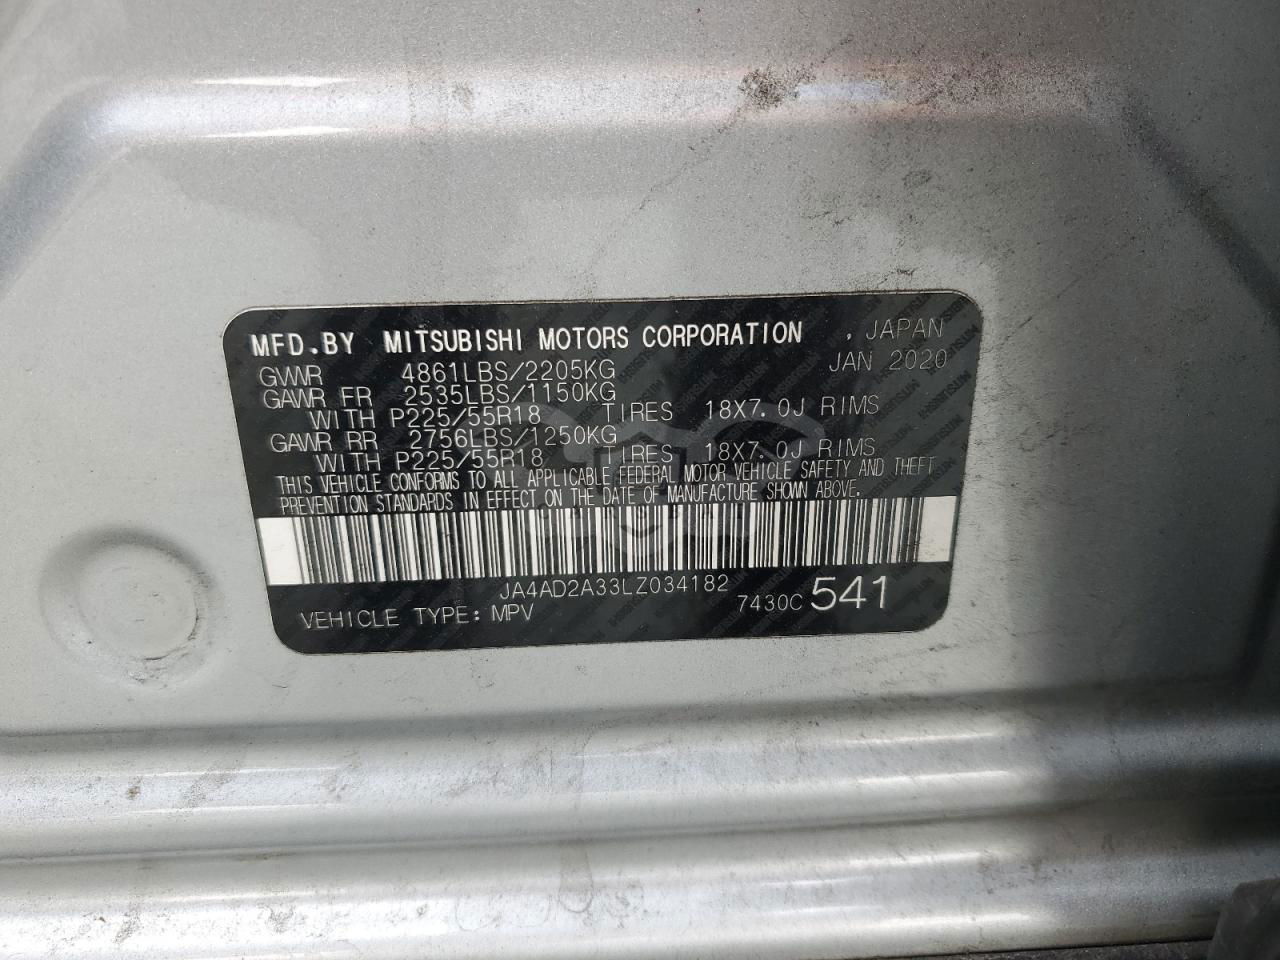 MFD.BY MITSUBISHI MOTORS CORPORATION , JAPAN
GWR 4861LBS/2205KG JAN 2020
GAWR FR 2535LBS/1150KG
WITH P225/55R18 TIRES 18X7.0J RIMS
GAWR RR 2756LBS/1250KG
WITH P225/55R18 TIRES 18X7.0J RIMS
THIS VEHICLE CONFORMS TO ALL APPLICABLE FEDERAL MOTOR VEHICLE SAFETY AND THEFT
PREVENTION STANDARDS IN EFFECT ON THE DATE OF MANUFACTURE SHOWN ABOVE.
JA4AD2A33LZ034182
VEHICLE TYPE: MPV 7430C 541